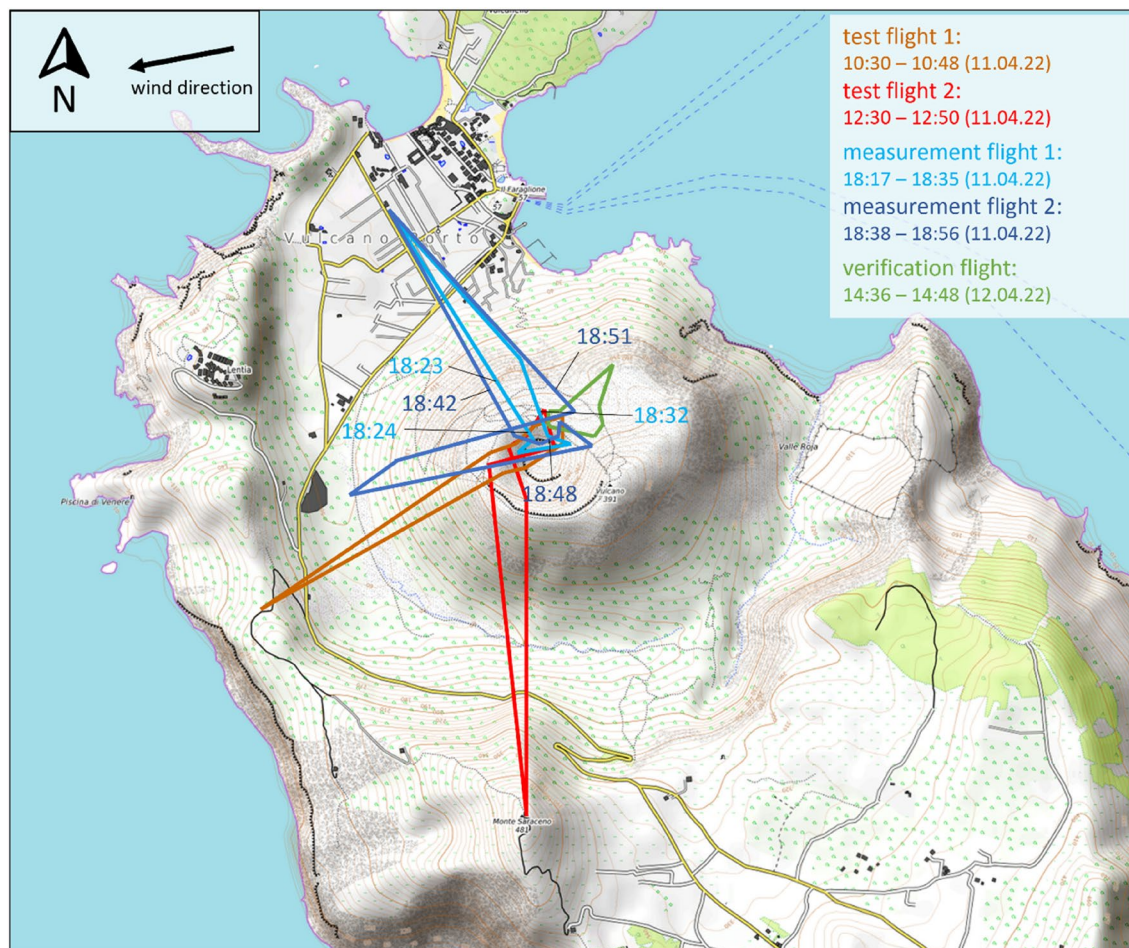 Vulcanello
N
wind direction
test flight 1:
10:30 – 10:48 (11.04.22)
test flight 2:
12:30 – 12:50 (11.04.22)
measurement flight 1:
18:17 – 18:35 (11.04.22)
measurement flight 2:
18:38 – 18:56 (11.04.22)
verification flight:
14:36 – 14:48 (12.04.22)
Il Faraglione
57
57
Vulcano Porto
18:51
18:23
Lentia
18:42
18:32
18:24
Valle Roja
Piscina di Venere
18:48
Vulcano
391
Monte Saraceno
481